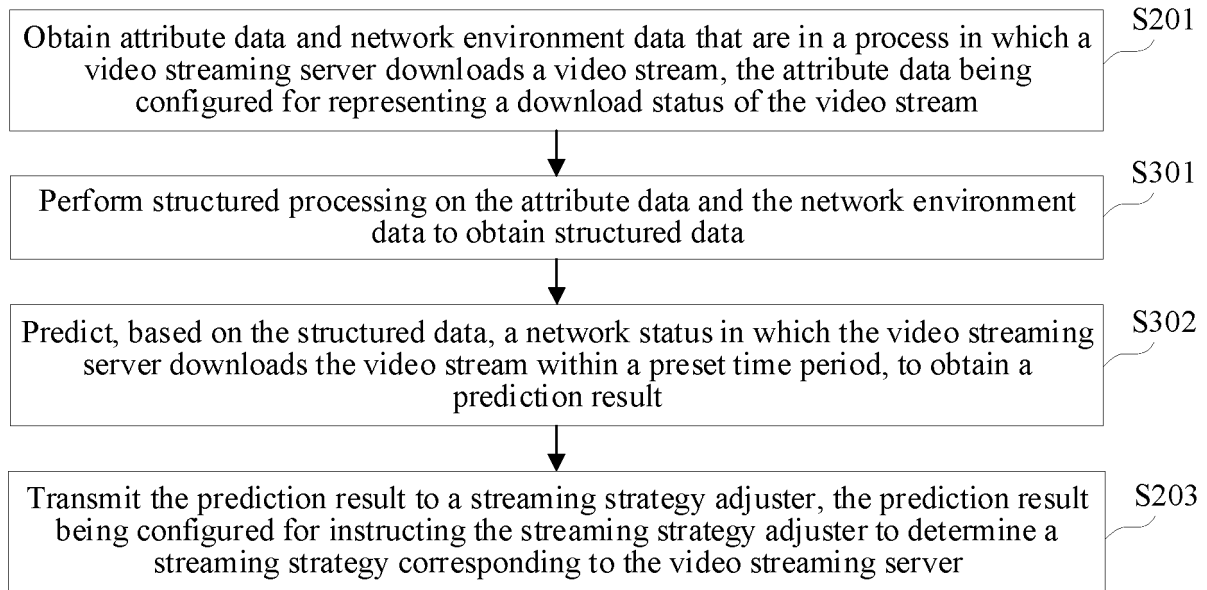 S201
Obtain attribute data and network environment data that are in a process in which a
video streaming server downloads a video stream, the attribute data being
configured for representing a download status of the video stream
S301
Perform structured processing on the attribute data and the network environment
data to obtain structured data
S302
Predict, based on the structured data, a network status in which the video streaming
server downloads the video stream within a preset time period, to obtain a
prediction result
S203
Transmit the prediction result to a streaming strategy adjuster, the prediction result
being configured for instructing the streaming strategy adjuster to determine a
streaming strategy corresponding to the video streaming server